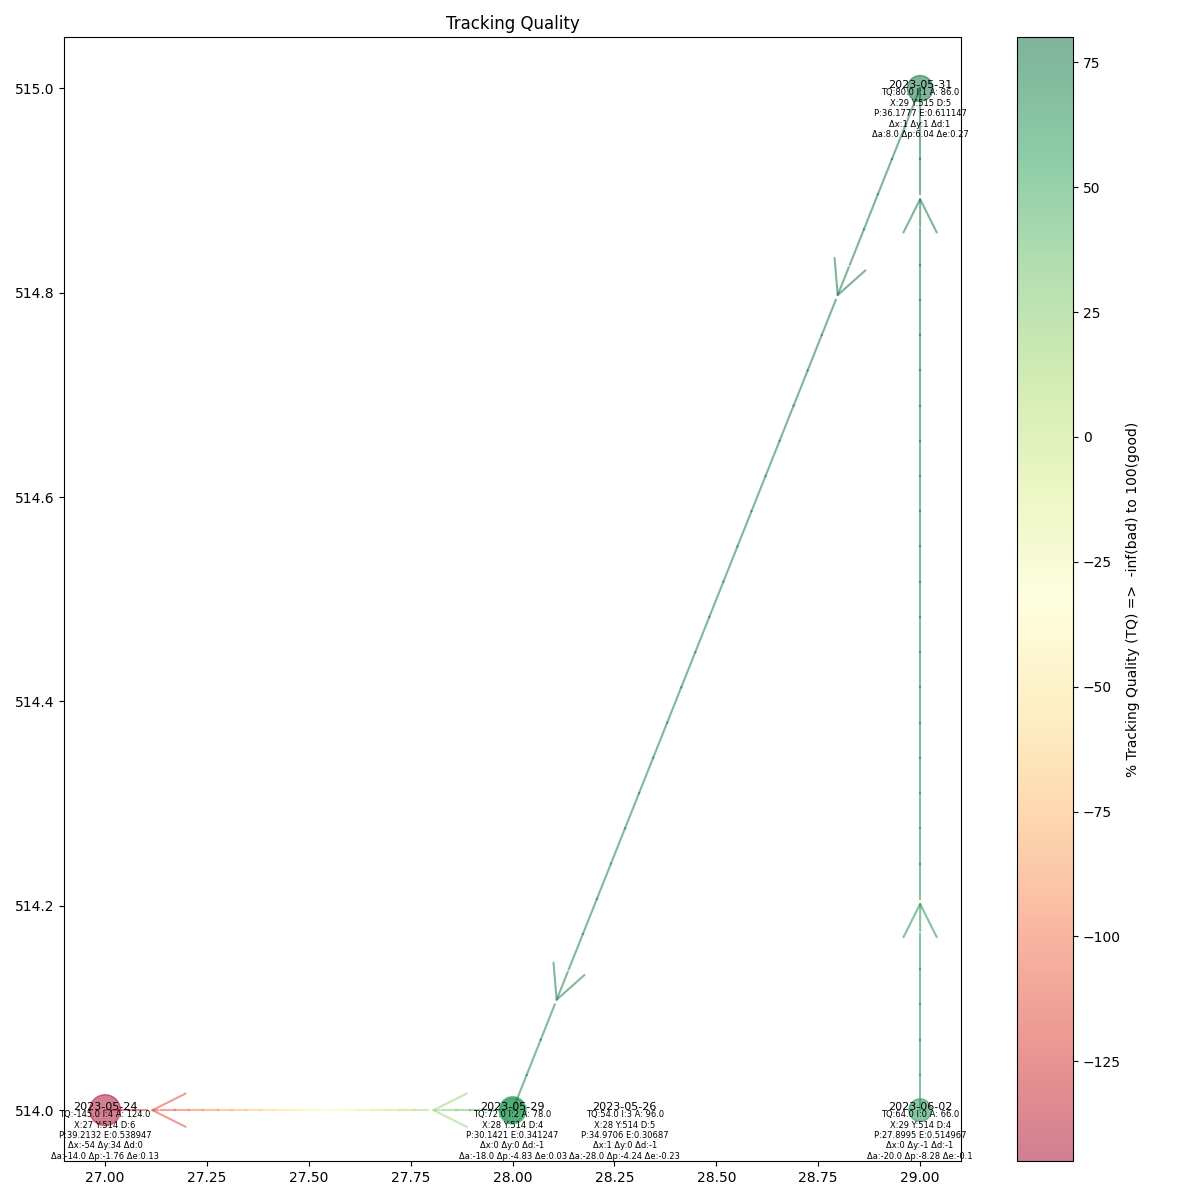 Tracking Quality
515.0
514.8
514.6
514.4
514.2
514.0
27.00
27.25
27.50
27.75
28.00
28.25
28.50
28.75
29.00
2023-05-31
TQ:80.0 I:1 A: 86.0
X:29 Y:515 D:5
P:36.1777 E:0.611147
Δx:1 Δy:1 Δd:1
Δa:8.0 Δp:6.04 Δe:0.27
2023-05-24
TQ:-145.0 I:4 A: 124.0
X:27 Y:514 D:6
P:39.2132 E:0.538947
Δx:-54 Δy:34 Δd:0
Δa:-14.0 Δp:-1.76 Δe:0.13
2023-05-29
TQ:72.0 I:2 A: 78.0
X:28 Y:514 D:4
P:30.1421 E:0.341247
Δx:0 Δy:0 Δd:-1
Δa:-18.0 Δp:-4.83 Δe:0.03
2023-05-26
TQ:54.0 I:3 A: 96.0
X:28 Y:514 D:5
P:34.9706 E:0.30687
Δx:1 Δy:0 Δd:-1
Δa:-28.0 Δp:-4.24 Δe:-0.23
2023-06-02
TQ:64.0 I:0 A: 66.0
X:29 Y:514 D:4
P:27.8995 E:0.514967
Δx:0 Δy:-1 Δd:-1
Δa:-20.0 Δp:-8.28 Δe:-0.1
75
50
25
0
−25
−50
−75
−100
−125
% Tracking Quality (TQ) => -inf(bad) to 100(good)